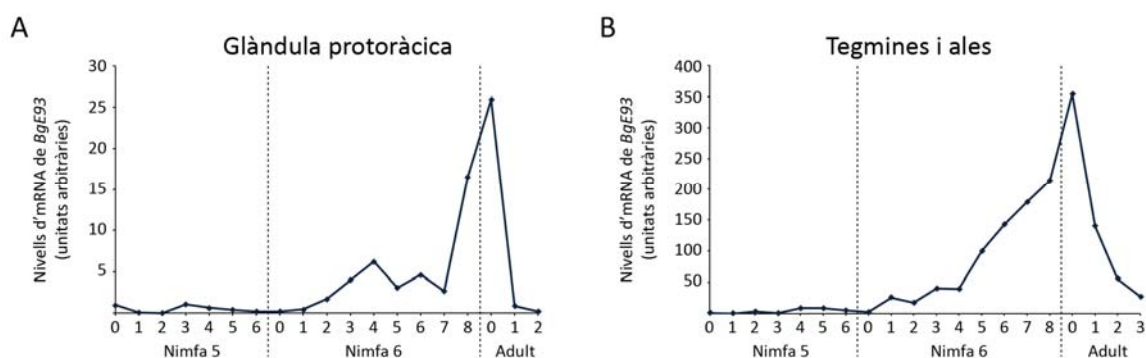 A
Glàndula protoràcica
Nivells d'mRNA de BgE93
(unitats arbitràries)
30
25
20
15
10
5
0 1 2 3 4 5 6 0 1 2 3 4 5 6 7 8 0 1 2
Nimfa 5 Nimfa 6 Adult
B
Tegmines i ales
Nivells d'mRNA de BgE93
(unitats arbitràries)
400
350
300
250
200
150
100
50
0 1 2 3 4 5 6 0 1 2 3 4 5 6 7 8 0 1 2 3
Nimfa 5 Nimfa 6 Adult